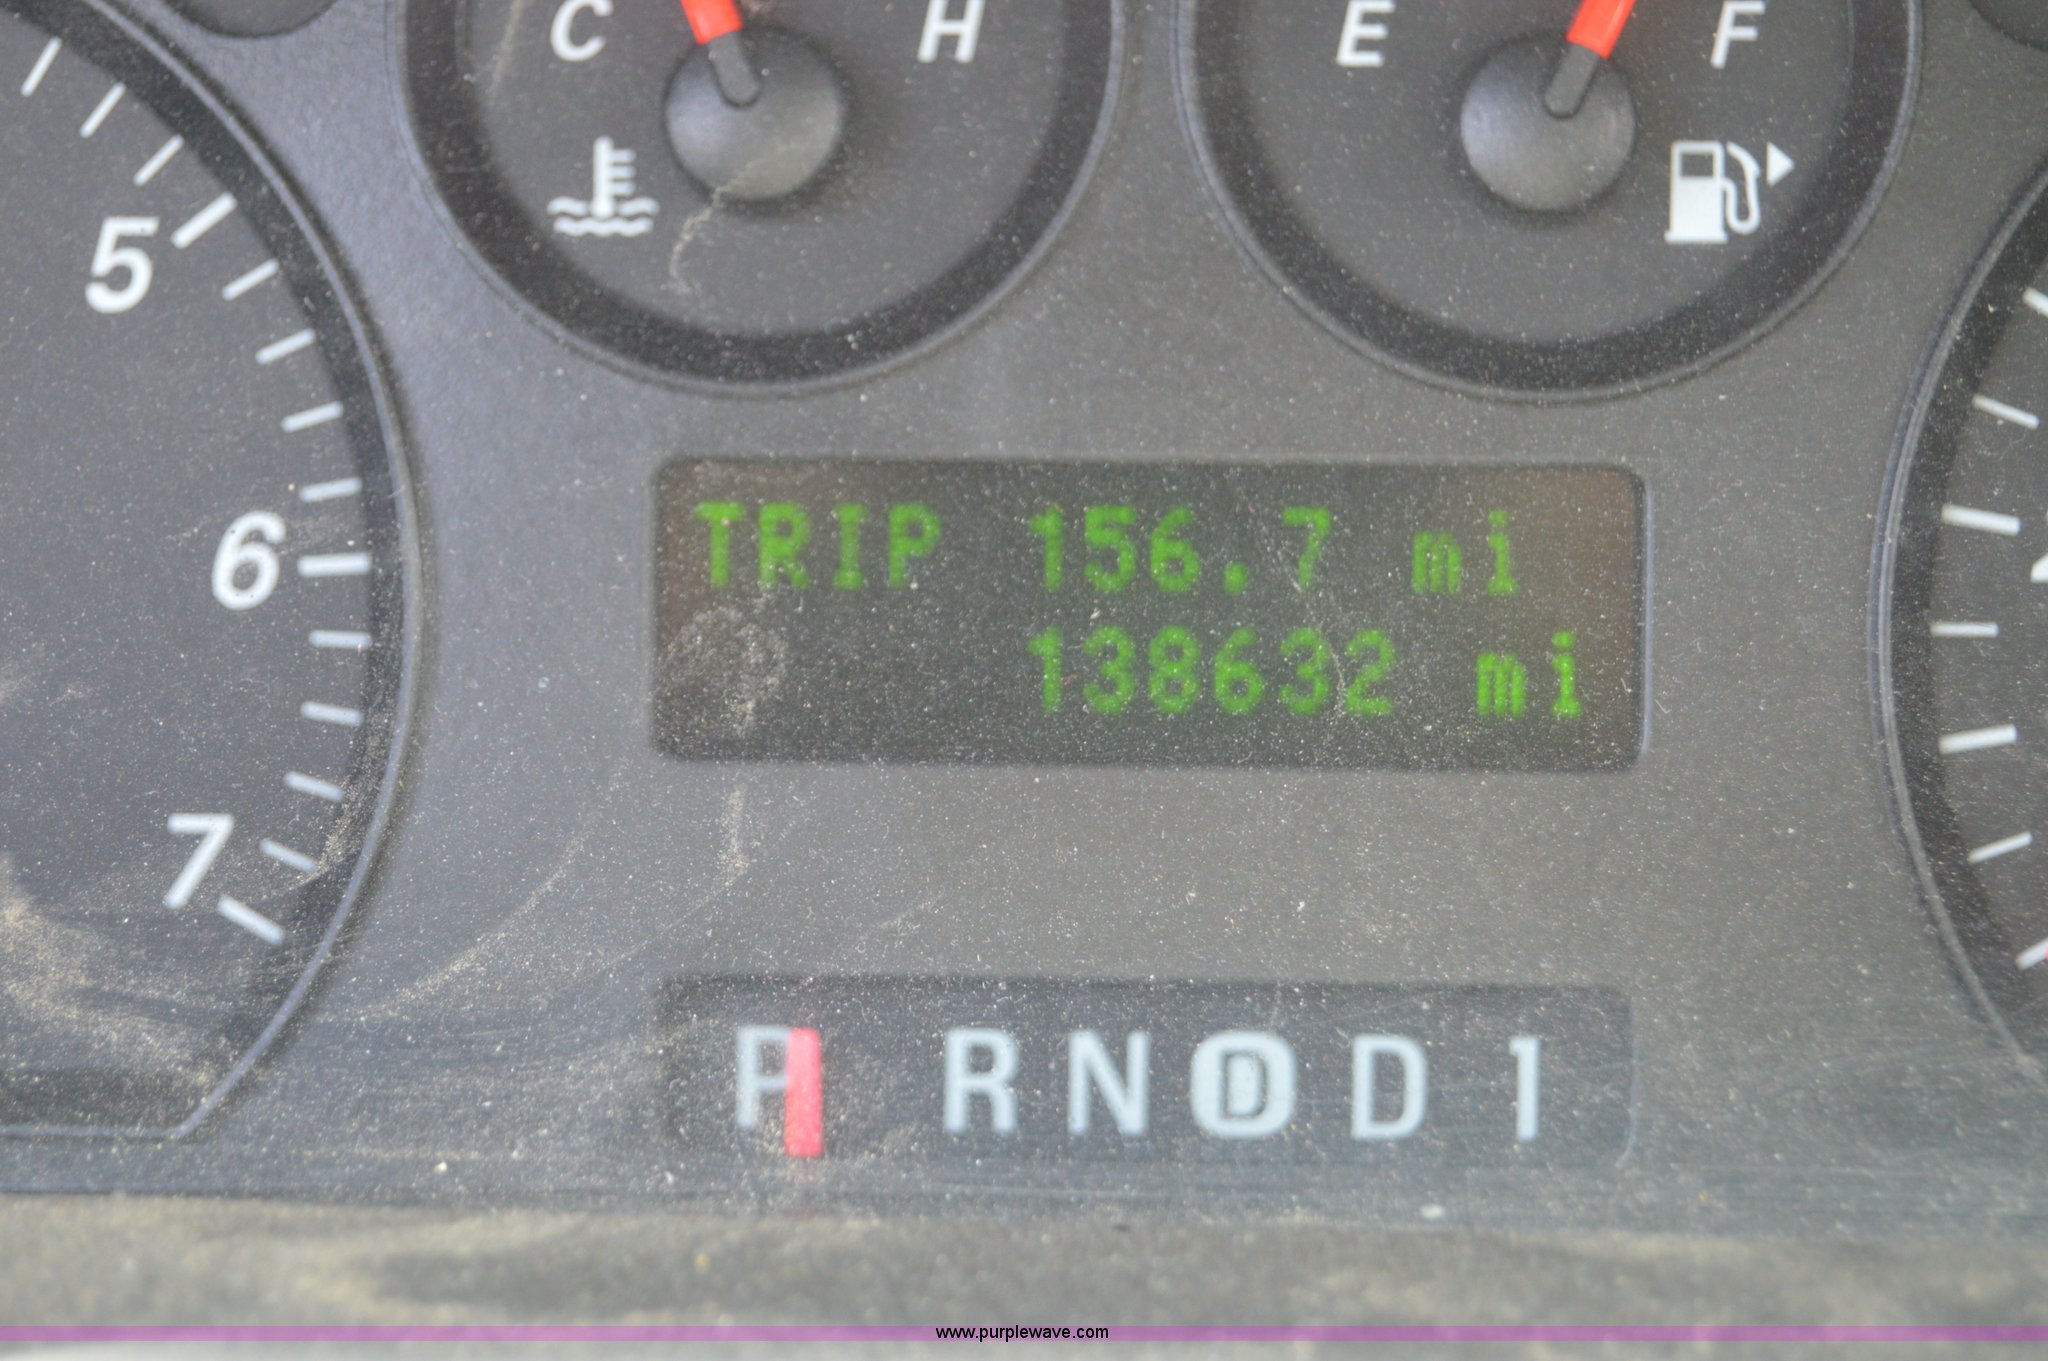 C H E F
5
6
7
TRIP 156.7 mi
138632 mi
P R N D D 1
www.purplewave.com